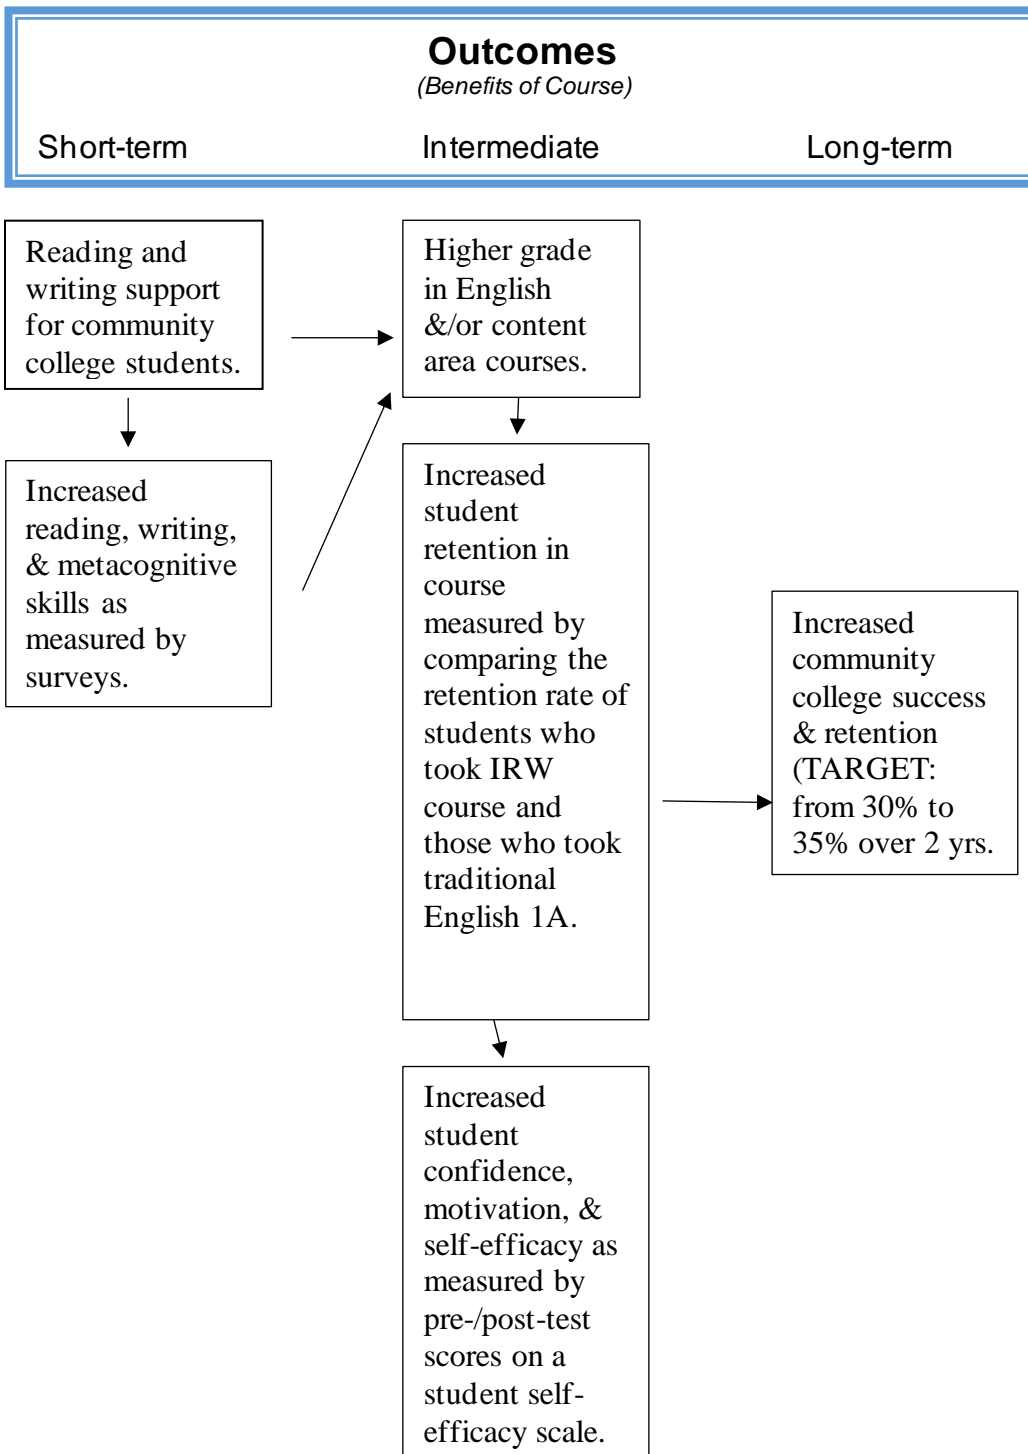 Outcomes
(Benefits of Course)
Short-term Intermediate Long-term
Reading and
writing support
for community
college students.
Increased
reading, writing,
& metacognitive
skills as
measured by
surveys.
Higher grade
in English
&/or content
area courses.
Increased
student
retention in
course
measured by
comparing the
retention rate of
students who
took IRW
course and
those who took
traditional
English 1A.
Increased
student
confidence,
motivation, &
self-efficacy as
measured by
pre-/post-test
scores on a
student self-
efficacy scale.
Increased
community
college success
& retention
(TARGET:
from 30% to
35% over 2 yrs.